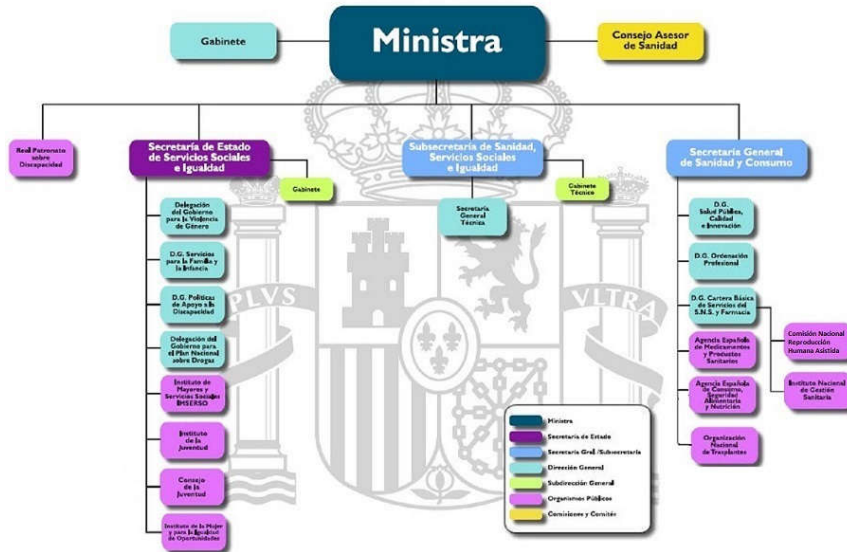 Ministra
Gabinete
Consejo Asesor
de Sanidad
Real Patronato
sobre
Discapacidad
Secretaría de Estado
de Servicios Sociales
e Igualdad
Gabinete
Subsecretaría de Sanidad,
Servicios Sociales
e Igualdad
Gabinete
Técnico
Secretaría
General
Técnica
Secretaría General
de Sanidad y Consumo
Delegación
del Gobierno
para la Violencia
de Género
D.G. Servicios
para la Familia y
la Infancia
D.G. Políticas
de Apoyo a la
Discapacidad
Delegación del
Gobierno para
el Plan Nacional
sobre Drogas
Instituto de
Mayores y
Servicios Sociales
IMSERSO
Instituto
de la
Juventud
Consejo
de la
Juventud
Instituto de la Mujer
y para la Igualdad
de Oportunidades
D.G.
Salud Pública,
Calidad
e Innovación
D.G. Ordenación
Profesional
D.G. Cartera Básica
de Servicios del
S.N.S. y Farmacia
Comisión Nacional
Reproducción
Humana Asistida
Instituto Nacional
de Gestión
Sanitaria
Agencia Española
de Medicamentos
y Productos
Sanitarios
Agencia Española
de Consumo,
Seguridad
Alimentaria
y Nutrición
Organización
Nacional
de Trasplantes
PLVS
VLTRA
Ministra
Secretaría de Estado
Secretaría Gral./Subsecretaría
Dirección General
Subdirección General
Organismos Públicos
Comisiones y Comités